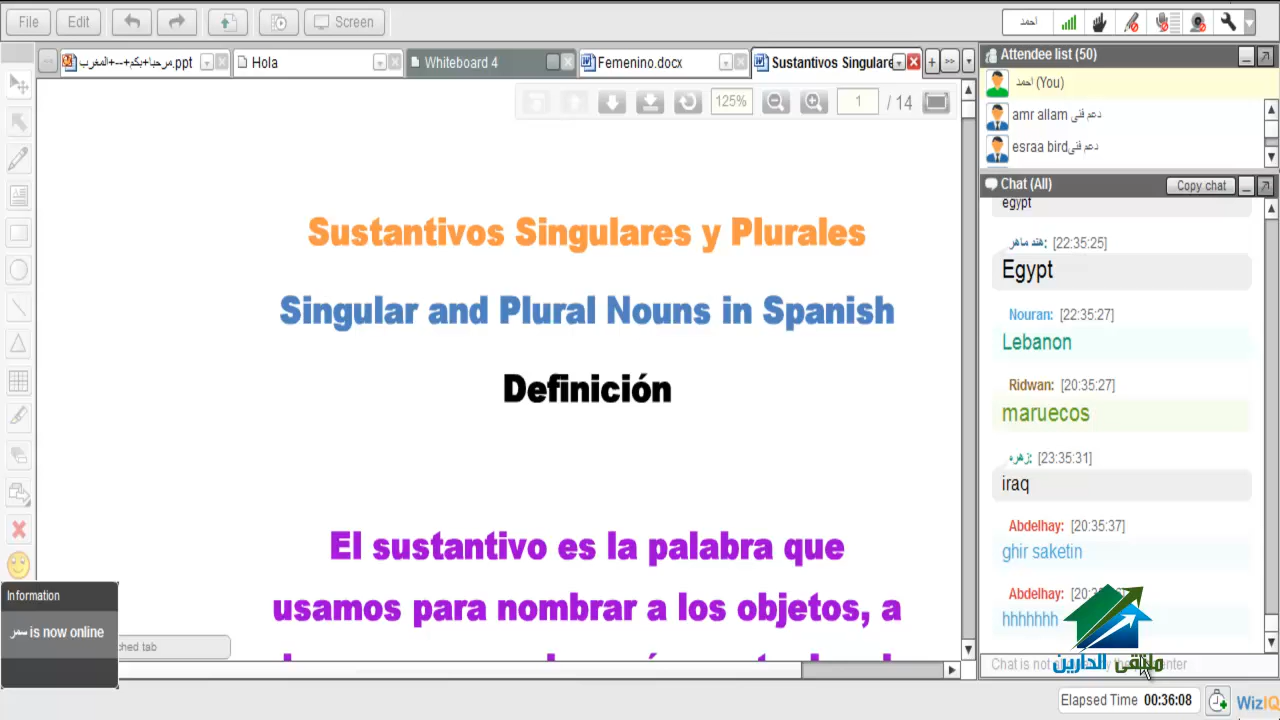 File Edit Screen احمد
مرحبا+بكم+--+المغرب.ppt Hola Whiteboard 4 Femenino.docx Sustantivos Singulare
125% 1 / 14
Sustantivos Singulares y Plurales
Singular and Plural Nouns in Spanish
Definición
El sustantivo es la palabra que
usamos para nombrar a los objetos, a
Information
سمر is now online
ched tab
Attendee list (50)
احمد (You)
amr allam دعم فنى
esraa bird دعم فنى
Chat (All) Copy chat
egypt
هند ماهر: [22:35:25]
Egypt
Nouran: [22:35:27]
Lebanon
Ridwan: [20:35:27]
maruecos
زهره: [23:35:31]
iraq
Abdelhay: [20:35:37]
ghir saketin
Abdelhay:
hhhhhhh
Chat is not
ملتقى الدارين
Elapsed Time 00:36:08
WizIQ